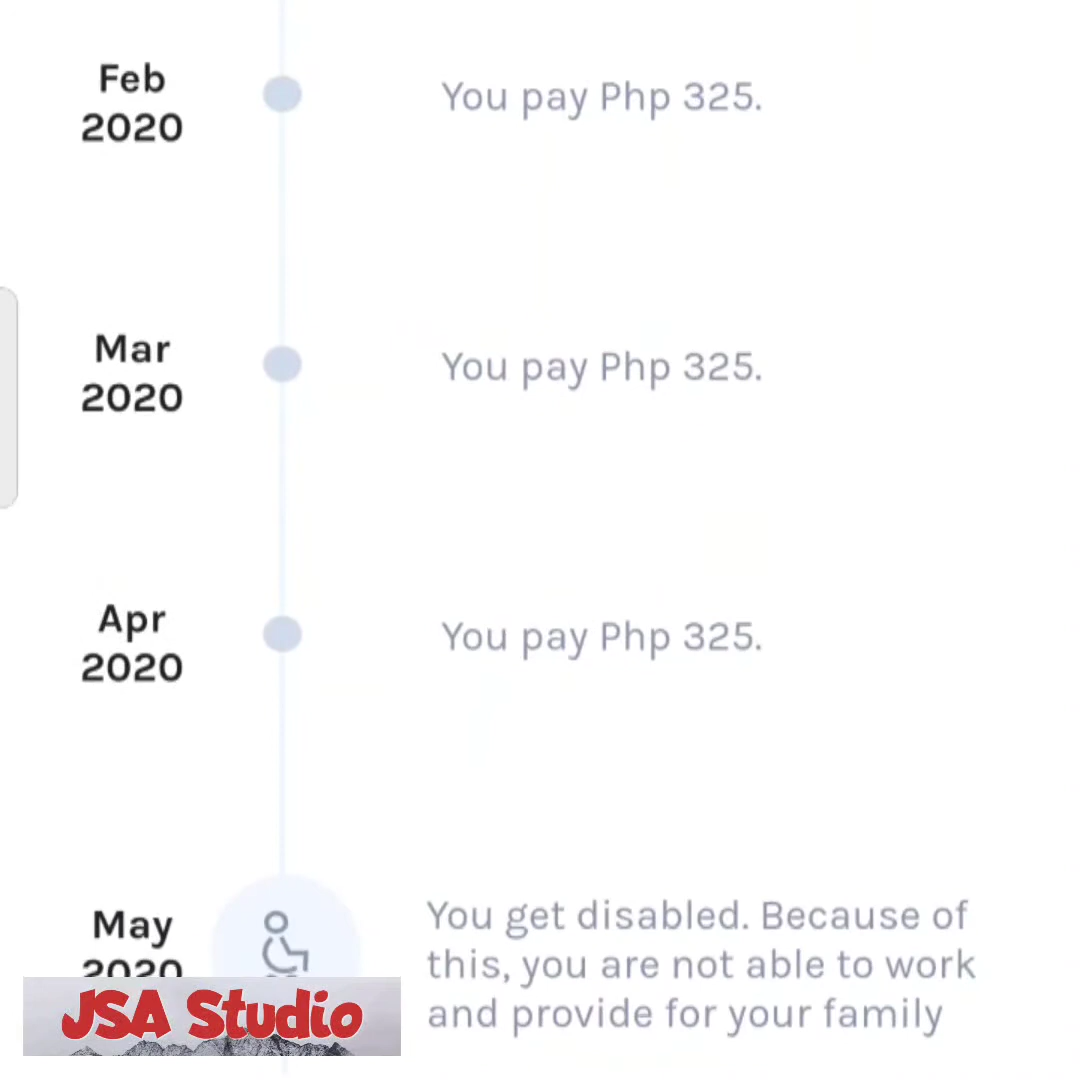 Feb
2020
You pay Php 325.
Mar
2020
You pay Php 325.
Apr
2020
You pay Php 325.
May
2020
You get disabled. Because of
this, you are not able to work
and provide for your family
JSA Studio